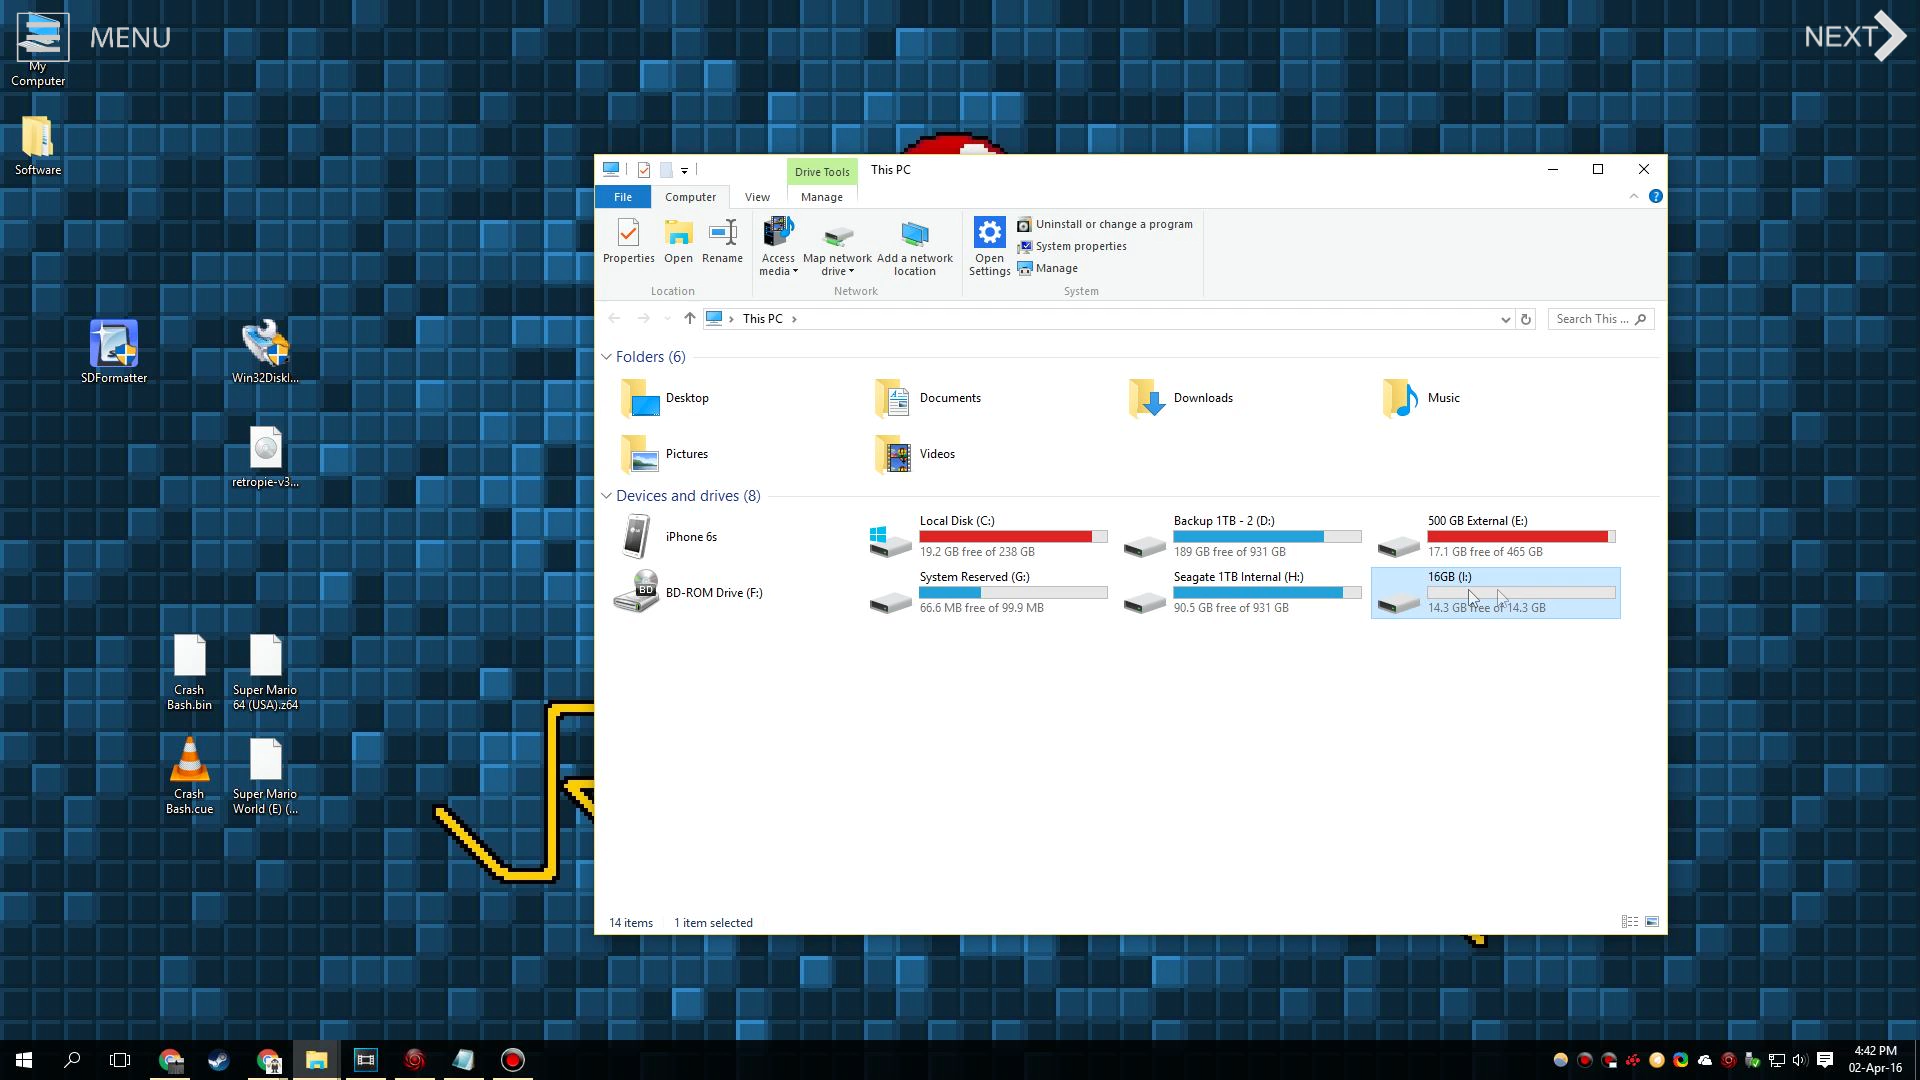 MENU
NEXT
My
Computer
Software
SDFormatter
Win32DiskI...
retropie-v3...
Crash
Bash.bin
Super Mario
64 (USA).z64
Crash
Bash.cue
Super Mario
World (E) (...
Drive Tools
This PC
File
Computer
View
Manage
Properties
Open
Rename
Access
media
Map network
drive
Add a network
location
Open
Settings
Uninstall or change a program
System properties
Manage
Location
Network
System
This PC
Search This ...
Folders (6)
Desktop
Documents
Downloads
Music
Pictures
Videos
Devices and drives (8)
iPhone 6s
Local Disk (C:)
19.2 GB free of 238 GB
Backup 1TB - 2 (D:)
189 GB free of 931 GB
500 GB External (E:)
17.1 GB free of 465 GB
BD
BD-ROM Drive (F:)
System Reserved (G:)
66.6 MB free of 99.9 MB
Seagate 1TB Internal (H:)
90.5 GB free of 931 GB
16GB (I:)
14.3 GB free of 14.3 GB
14 items
1 item selected
4:42 PM
02-Apr-16